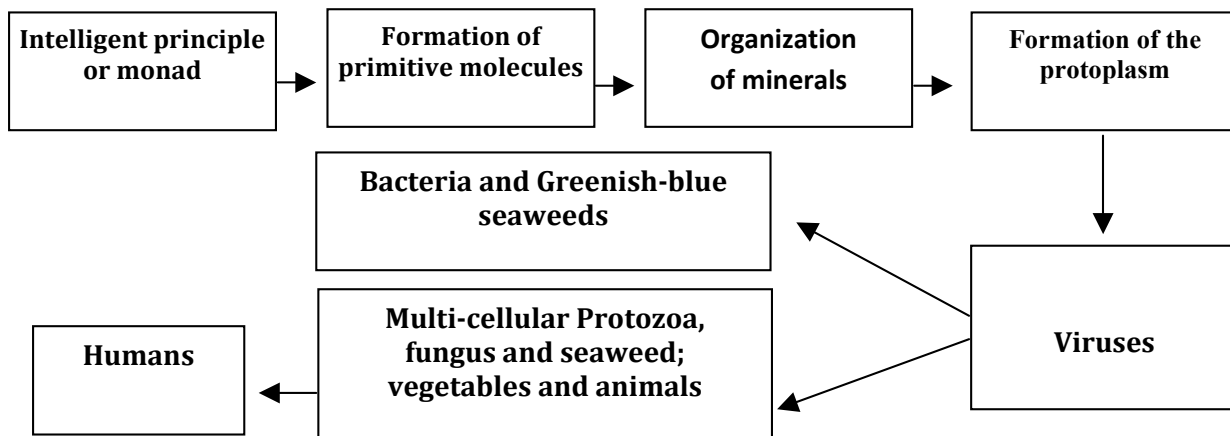 Intelligent principle
or monad
Formation of
primitive molecules
Organization
of minerals
Formation of the
protoplasm
Bacteria and Greenish-blue
seaweeds
Viruses
Multi-cellular Protozoa,
fungus and seaweed;
vegetables and animals
Humans